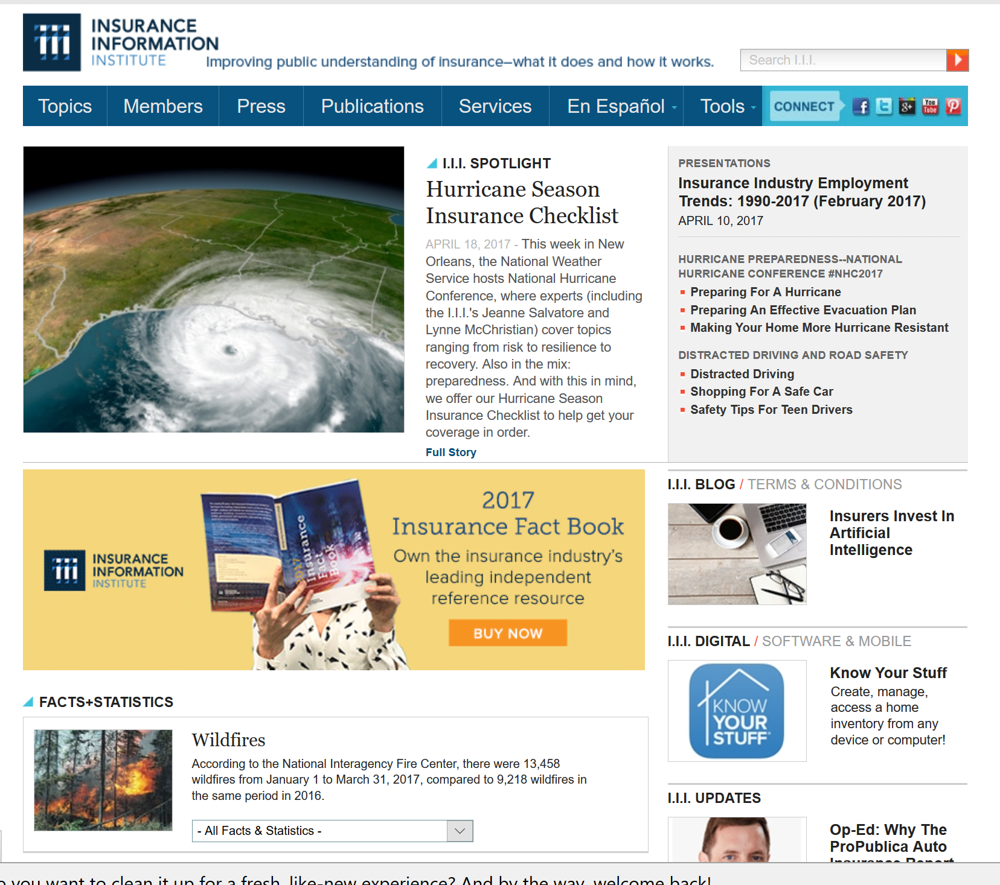 INSURANCE
INFORMATION
INSTITUTE
Improving public understanding of insurance–what it does and how it works.
Search I.I.I.
Topics
Members
Press
Publications
Services
En Español
Tools
CONNECT
f
t
g+
You
Tube
P
I.I.I. SPOTLIGHT
Hurricane Season
Insurance Checklist
APRIL 18, 2017 - This week in New
Orleans, the National Weather
Service hosts National Hurricane
Conference, where experts (including
the I.I.I.'s Jeanne Salvatore and
Lynne McChristian) cover topics
ranging from risk to resilience to
recovery. Also in the mix:
preparedness. And with this in mind,
we offer our Hurricane Season
Insurance Checklist to help get your
coverage in order.
Full Story
PRESENTATIONS
Insurance Industry Employment
Trends: 1990-2017 (February 2017)
APRIL 10, 2017
HURRICANE PREPAREDNESS--NATIONAL
HURRICANE CONFERENCE #NHC2017
Preparing For A Hurricane
Preparing An Effective Evacuation Plan
Making Your Home More Hurricane Resistant
DISTRACTED DRIVING AND ROAD SAFETY
Distracted Driving
Shopping For A Safe Car
Safety Tips For Teen Drivers
INSURANCE
INFORMATION
INSTITUTE
2017
Insurance
Fact
Book
2017
Insurance Fact Book
Own the insurance industry's
leading independent
reference resource
BUY NOW
I.I.I. BLOG / TERMS & CONDITIONS
Insurers Invest In
Artificial
Intelligence
I.I.I. DIGITAL / SOFTWARE & MOBILE
KNOW
YOUR
STUFF
Know Your Stuff
Create, manage,
access a home
inventory from any
device or computer!
FACTS+STATISTICS
Wildfires
According to the National Interagency Fire Center, there were 13,458
wildfires from January 1 to March 31, 2017, compared to 9,218 wildfires in
the same period in 2016.
- All Facts & Statistics -
I.I.I. UPDATES
Op-Ed: Why The
ProPublica Auto
Insurance Report
you want to clean it up for a fresh, like-new experience? And by the way, welcome back!